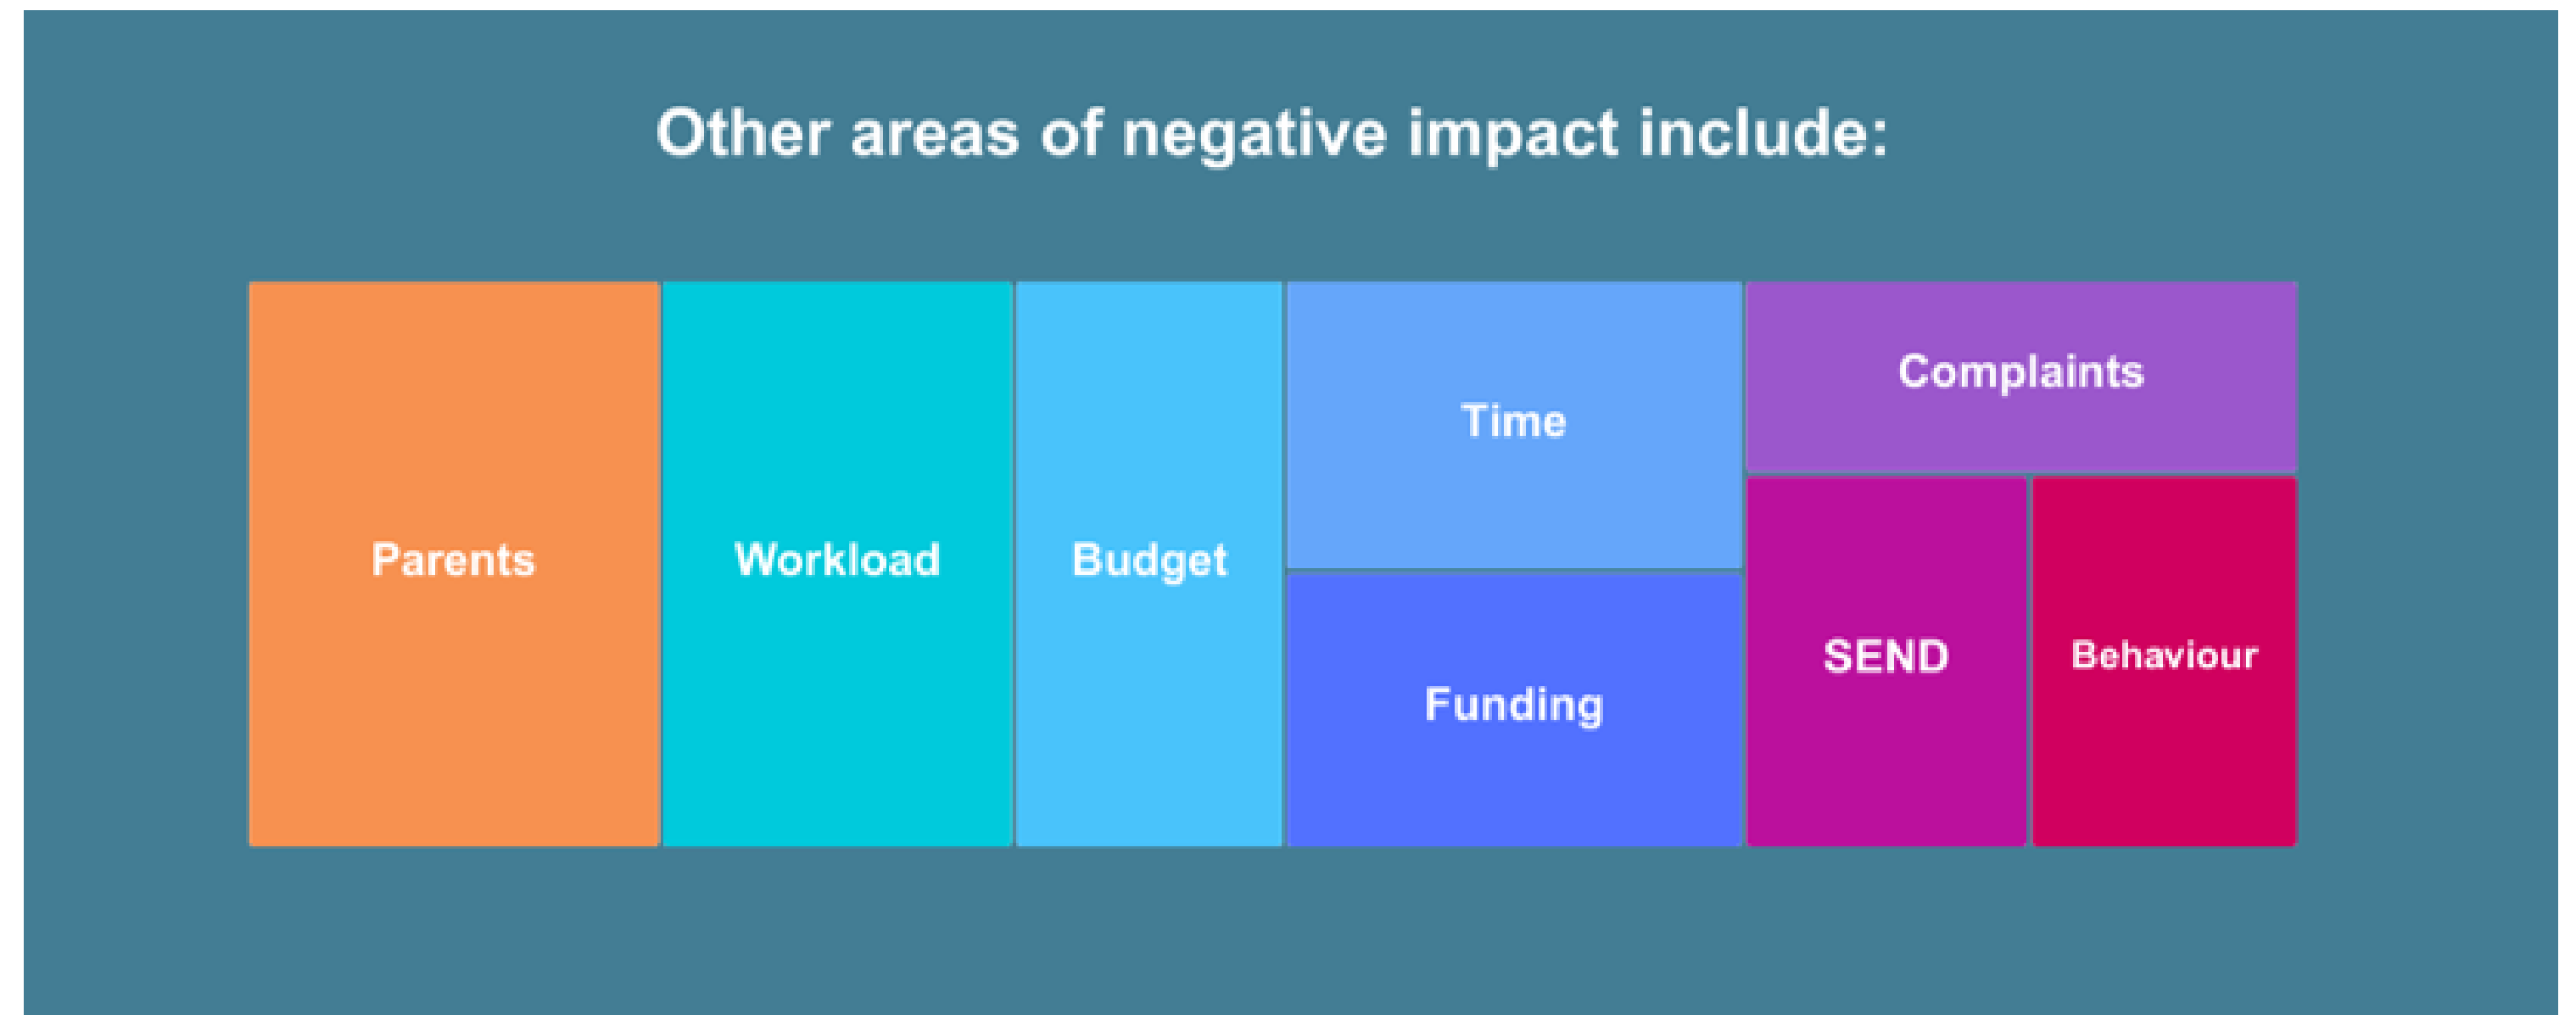 Other areas of negative impact include:
Parents
Workload
Budget
Time
Funding
Complaints
SEND
Behaviour